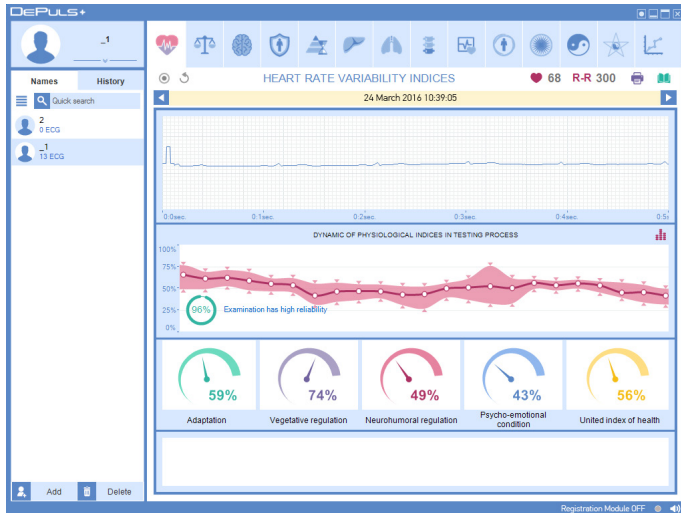 DePuls+
_1
Names History
Quick search
2
0 ECG
_1
13 ECG
HEART RATE VARIABILITY INDICES
68 R-R 300
24 March 2016 10:39:05
0:0sec. 0:1sec. 0:2sec. 0:3sec. 0:4sec. 0:5s
DYNAMIC OF PHYSIOLOGICAL INDICES IN TESTING PROCESS
100%
75%
50%
25%
0%
96% Examination has high reliability
59% 74% 49% 43% 56%
Adaptation Vegetative regulation Neurohumoral regulation Psycho-emotional condition United index of health
Add Delete
Registration Module OFF